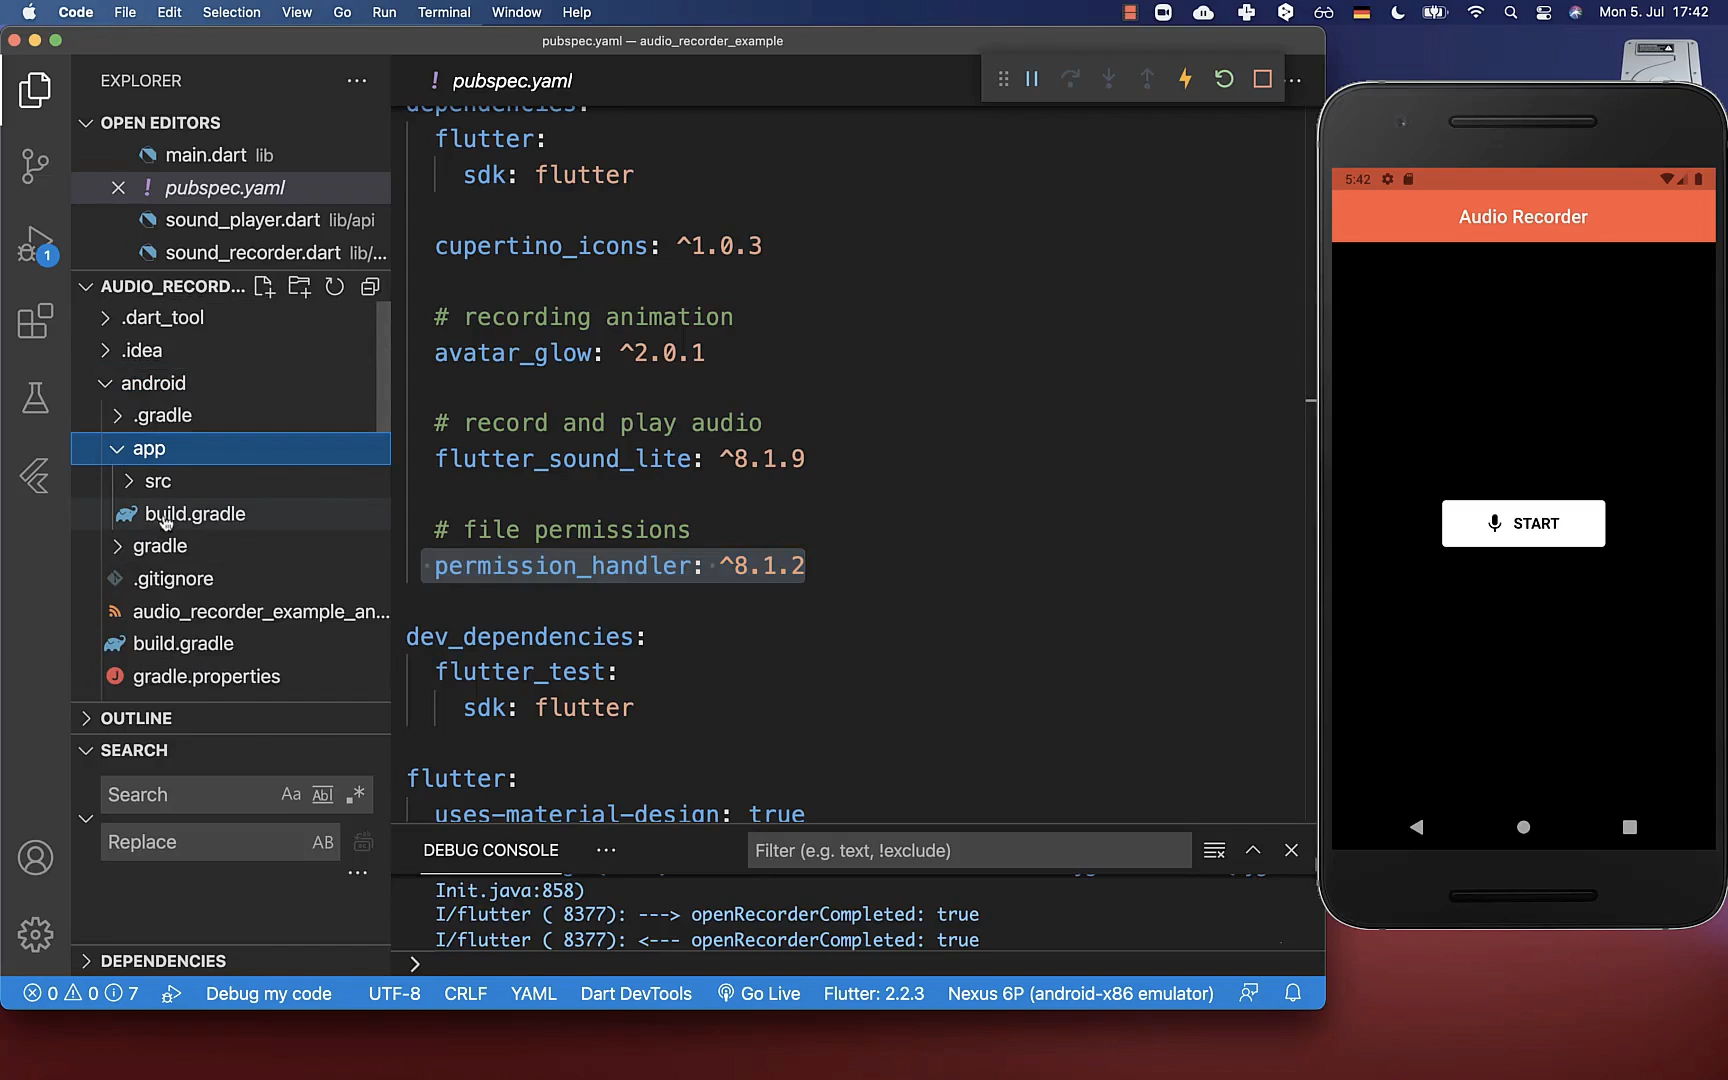 Code File Edit Selection View Go Run Terminal Window Help
Mon 5. Jul 17:42
pubspec.yaml — audio_recorder_example
EXPLORER
OPEN EDITORS
main.dart lib
! pubspec.yaml
sound_player.dart lib/api
sound_recorder.dart lib/...
AUDIO_RECORD...
.dart_tool
.idea
android
.gradle
app
src
build.gradle
gradle
.gitignore
audio_recorder_example_an...
build.gradle
gradle.properties
OUTLINE
SEARCH
Search Aa Abl .*
Replace AB
DEPENDENCIES
1
! pubspec.yaml
dependencies:
flutter:
sdk: flutter
cupertino_icons: ^1.0.3
# recording animation
avatar_glow: ^2.0.1
# record and play audio
flutter_sound_lite: ^8.1.9
# file permissions
permission_handler: ^8.1.2
dev_dependencies:
flutter_test:
sdk: flutter
flutter:
uses-material-design: true
DEBUG CONSOLE
Filter (e.g. text, !exclude)
Init.java:858)
I/flutter ( 8377): ---> openRecorderCompleted: true
I/flutter ( 8377): <--- openRecorderCompleted: true
0 0 7 Debug my code UTF-8 CRLF YAML Dart DevTools Go Live Flutter: 2.2.3 Nexus 6P (android-x86 emulator)
5:42
Audio Recorder
START